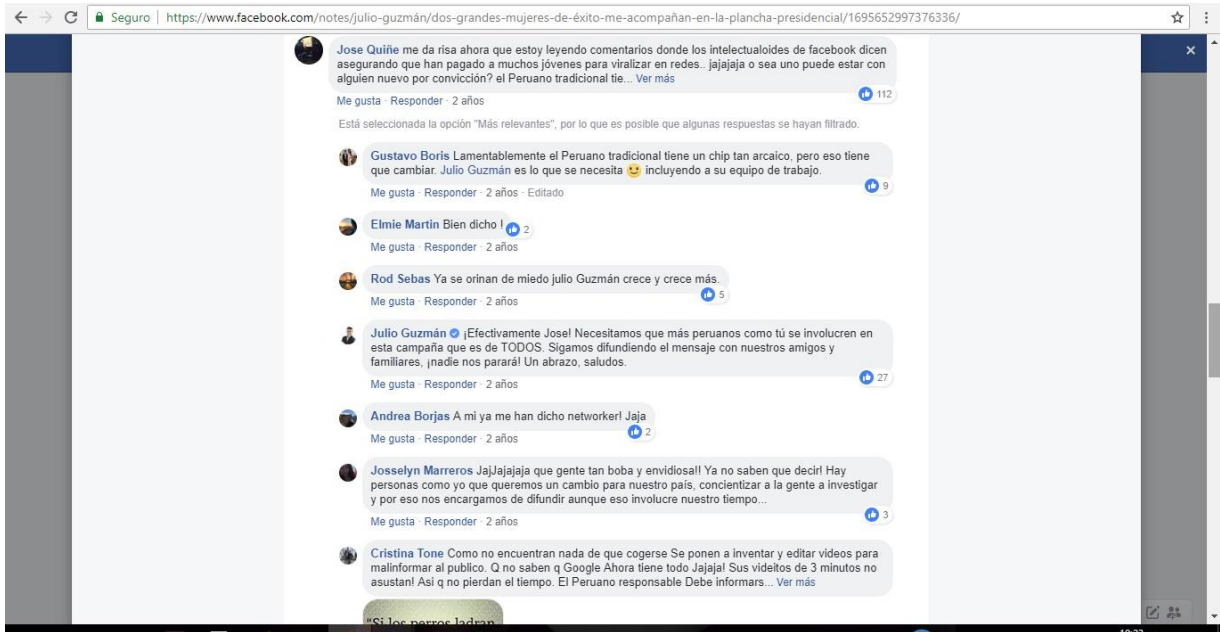 Seguro | https://www.facebook.com/notes/julio-guzmán/dos-grandes-mujeres-de-éxito-me-acompañan-en-la-plancha-presidencial/1695652997376336/
Jose Quiñe me da risa ahora que estoy leyendo comentarios donde los intelectualoides de facebook dicen
asegurando que han pagado a muchos jóvenes para viralizar en redes.. jajajaja o sea uno puede estar con
alguien nuevo por convicción? el Peruano tradicional tie... Ver más
112
Me gusta · Responder · 2 años
Está seleccionada la opción "Más relevantes", por lo que es posible que algunas respuestas se hayan filtrado.
Gustavo Boris Lamentablemente el Peruano tradicional tiene un chip tan arcaico, pero eso tiene
que cambiar. Julio Guzmán es lo que se necesita 🙂 incluyendo a su equipo de trabajo.
9
Me gusta · Responder · 2 años · Editado
Elmie Martin Bien dicho ! 2
Me gusta · Responder · 2 años
Rod Sebas Ya se orinan de miedo julio Guzmán crece y crece más.
5
Me gusta · Responder · 2 años
Julio Guzmán ¡Efectivamente Jose! Necesitamos que más peruanos como tú se involucren en
esta campaña que es de TODOS. Sigamos difundiendo el mensaje con nuestros amigos y
familiares, ¡nadie nos parará! Un abrazo, saludos.
27
Me gusta · Responder · 2 años
Andrea Borjas A mi ya me han dicho networker! Jaja
2
Me gusta · Responder · 2 años
Josselyn Marreros JajJajajaja que gente tan boba y envidiosa!! Ya no saben que decir! Hay
personas como yo que queremos un cambio para nuestro país, concientizar a la gente a investigar
y por eso nos encargamos de difundir aunque eso involucre nuestro tiempo...
3
Me gusta · Responder · 2 años
Cristina Tone Como no encuentran nada de que cogerse Se ponen a inventar y editar videos para
malinformar al publico. Q no saben q Google Ahora tiene todo Jajaja! Sus videitos de 3 minutos no
asustan! Asi q no pierdan el tiempo. El Peruano responsable Debe informars... Ver más
"Si los perros ladran